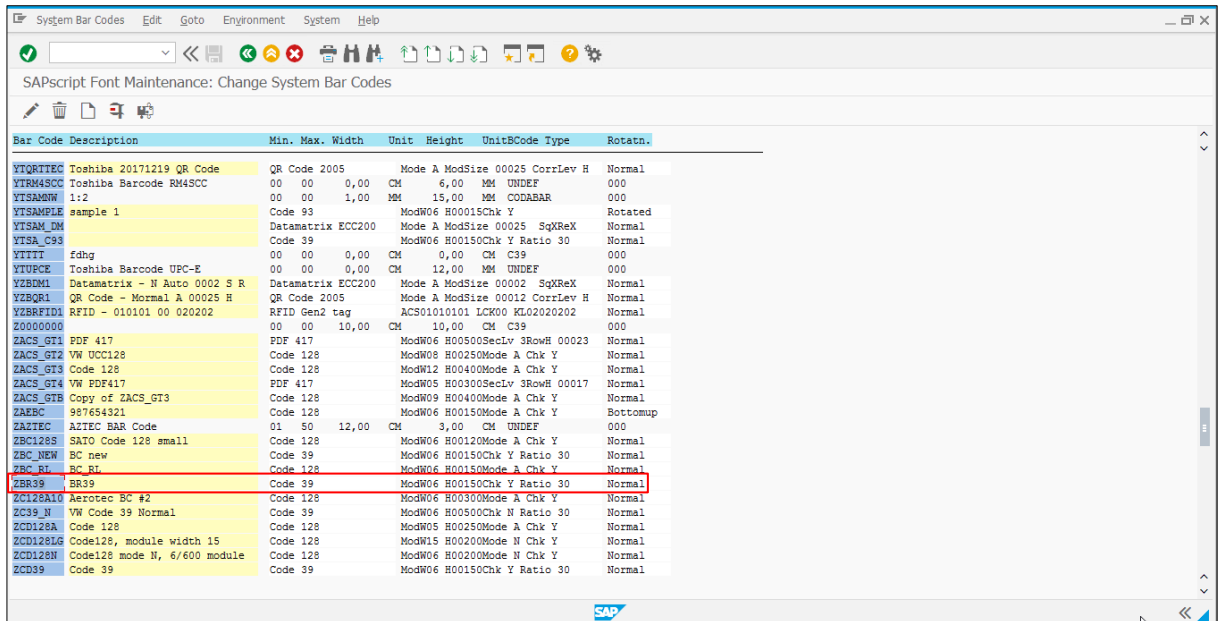 System Bar Codes Edit Goto Environment System Help
SAPscript Font Maintenance: Change System Bar Codes
Bar Code Description Min. Max. Width Unit Height UnitBCode Type Rotatn.
YTQRTTEC Toshiba 20171219 QR Code QR Code 2005 Mode A ModSize 00025 CorrLev H Normal
YTRM4SCC Toshiba Barcode RM4SCC 00 00 0,00 CM 6,00 MM UNDEF 000
YTSAMNW 1:2 00 00 1,00 MM 15,00 MM CODABAR 000
YTSAMPLE sample 1 Code 93 ModW06 H00015Chk Y Rotated
YTSAM_DM Datamatrix ECC200 Mode A ModSize 00025 SqXReX Normal
YTSA_C93 Code 39 ModW06 H00150Chk Y Ratio 30 Normal
YTTTT fdhg 00 00 0,00 CM 0,00 CM C39 000
YTUPCE Toshiba Barcode UPC-E 00 00 0,00 CM 12,00 MM UNDEF 000
YZBDM1 Datamatrix - N Auto 0002 S R Datamatrix ECC200 Mode A ModSize 00002 SqXReX Normal
YZBQR1 QR Code - Mormal A 00025 H QR Code 2005 Mode A ModSize 00012 CorrLev H Normal
YZBRFID1 RFID - 010101 00 020202 RFID Gen2 tag ACS01010101 LCK00 KL02020202 Normal
Z0000000 00 00 10,00 CM 10,00 CM C39 000
ZACS_GT1 PDF 417 PDF 417 ModW06 H00500SecLv 3RowH 00023 Normal
ZACS_GT2 VW UCC128 Code 128 ModW08 H00250Mode A Chk Y Normal
ZACS_GT3 Code 128 Code 128 ModW12 H00400Mode A Chk Y Normal
ZACS_GT4 VW PDF417 PDF 417 ModW05 H00300SecLv 3RowH 00017 Normal
ZACS_GTB Copy of ZACS_GT3 Code 128 ModW09 H00400Mode A Chk Y Normal
ZAEBC 987654321 Code 128 ModW06 H00150Mode A Chk Y Bottomup
ZAZTEC AZTEC BAR Code 01 50 12,00 CM 3,00 CM UNDEF 000
ZBC128S SATO Code 128 small Code 128 ModW06 H00120Mode A Chk Y Normal
ZBC_NEW BC new Code 39 ModW06 H00150Chk Y Ratio 30 Normal
ZBC_RL BC_RL Code 128 ModW06 H00150Mode A Chk Y Normal
ZBR39 BR39 Code 39 ModW06 H00150Chk Y Ratio 30 Normal
ZC128A10 Aerotec BC #2 Code 128 ModW06 H00300Mode A Chk Y Normal
ZC39_N VW Code 39 Normal Code 39 ModW06 H00500Chk N Ratio 30 Normal
ZCD128A Code 128 Code 128 ModW05 H00250Mode A Chk Y Normal
ZCD128LG Code128, module width 15 Code 128 ModW15 H00200Mode N Chk Y Normal
ZCD128N Code128 mode N, 6/600 module Code 128 ModW06 H00200Mode N Chk Y Normal
ZCD39 Code 39 Code 39 ModW06 H00150Chk Y Ratio 30 Normal
SAP